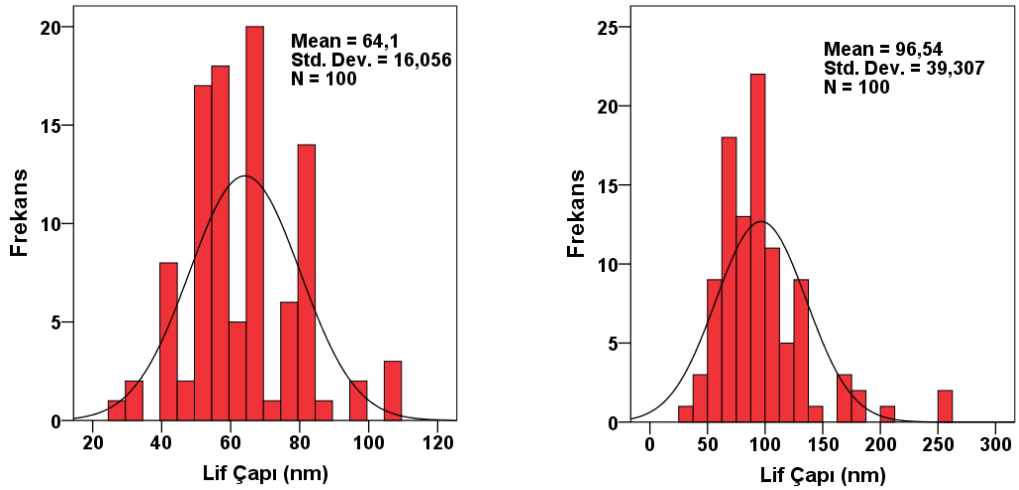 Mean = 64,1
Std. Dev. = 16,056
N = 100
Frekans
20
15
10
5
0
20 40 60 80 100 120
Lif Çapı (nm)
Mean = 96,54
Std. Dev. = 39,307
N = 100
Frekans
25
20
15
10
5
0
0 50 100 150 200 250 300
Lif Çapı (nm)